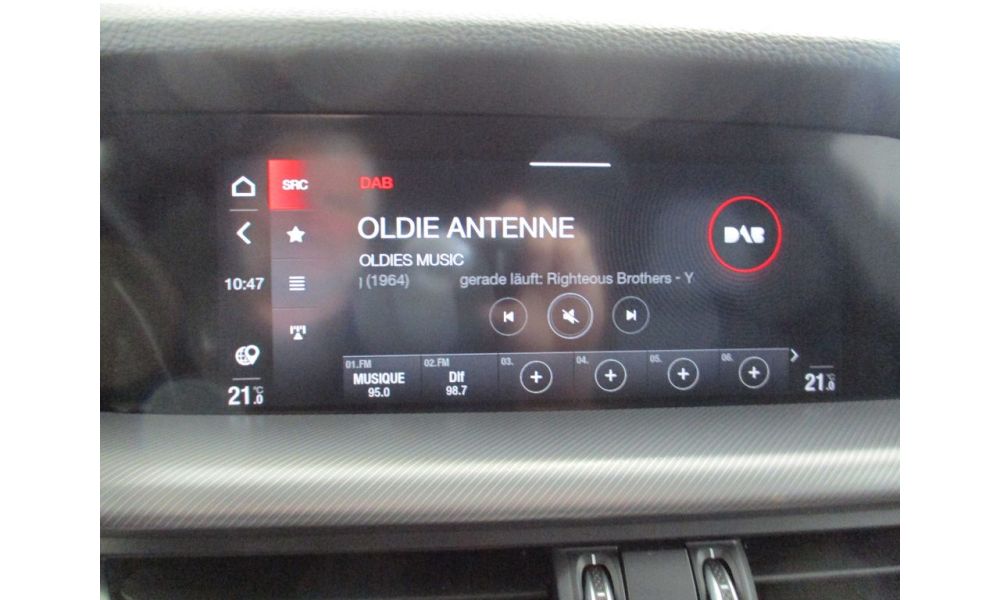 SRC
DAB
OLDIE ANTENNE
DAB
OLDIES MUSIC
10:47
) (1964) gerade läuft: Righteous Brothers - Y
01.FM
MUSIQUE
95.0
02.FM
Dlf
98.7
03.
04.
05.
06.
21.0 °C
21.0 °C